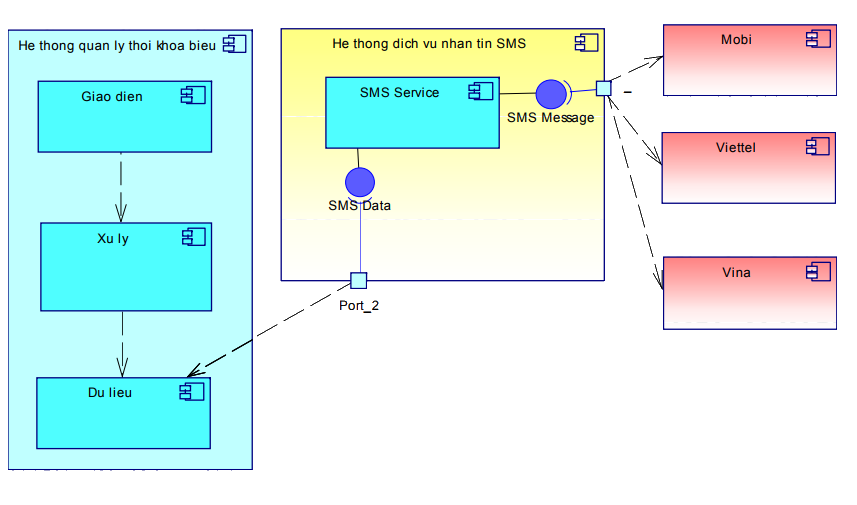 He thong quan ly thoi khoa bieu
Giao dien
Xu ly
Du lieu
He thong dich vu nhan tin SMS
SMS Service
SMS Message
SMS Data
Port_2
Mobi
Viettel
Vina